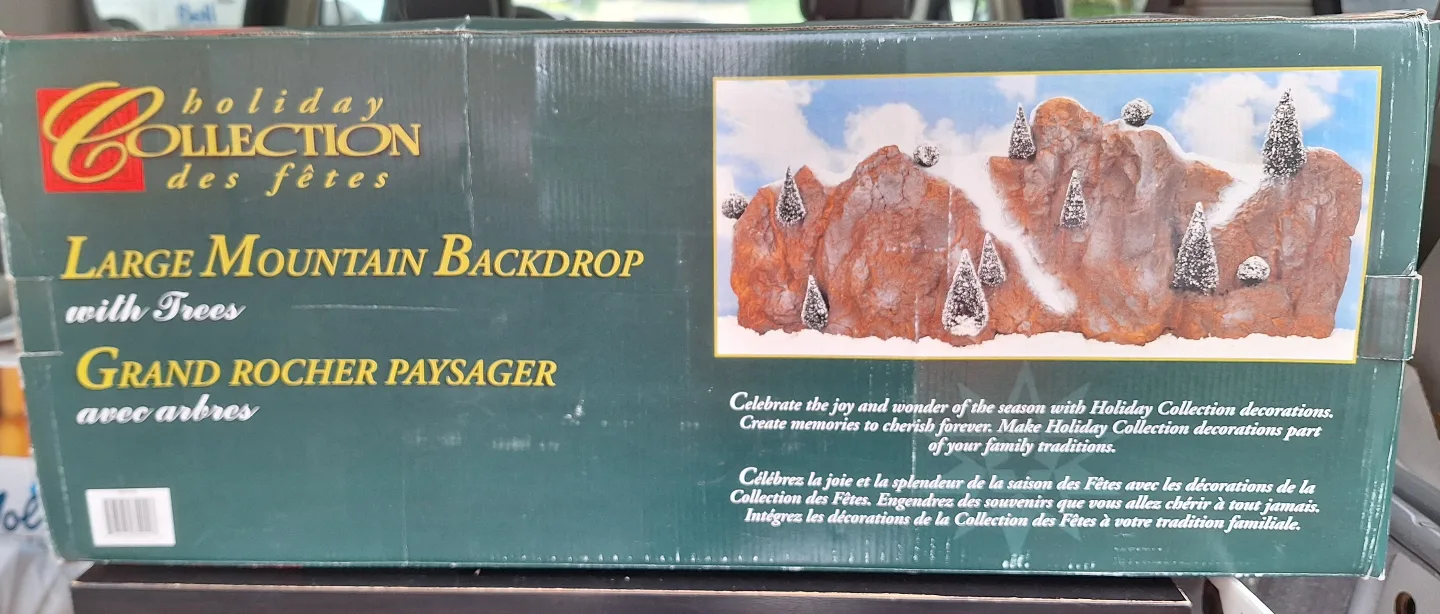 Bell
holiday
COLLECTION
des fêtes
LARGE MOUNTAIN BACKDROP
with Trees
GRAND ROCHER PAYSAGER
avec arbres
Celebrate the joy and wonder of the season with Holiday Collection decorations.
Create memories to cherish forever. Make Holiday Collection decorations part
of your family traditions.
Célébrez la joie et la splendeur de la saison des Fêtes avec les décorations de la
Collection des Fêtes. Engendrez des souvenirs que vous allez chérir à tout jamais.
Intégrez les décorations de la Collection des Fêtes à votre tradition familiale.